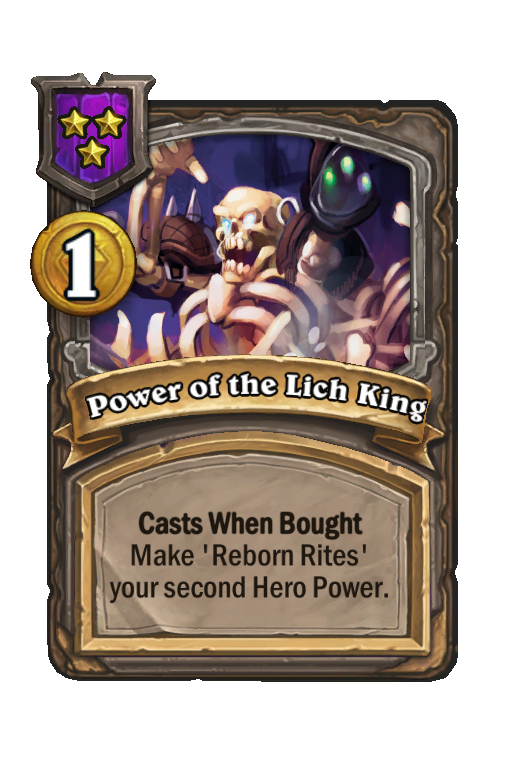 1
Power of the Lich King
Casts When Bought
Make 'Reborn Rites'
your second Hero Power.